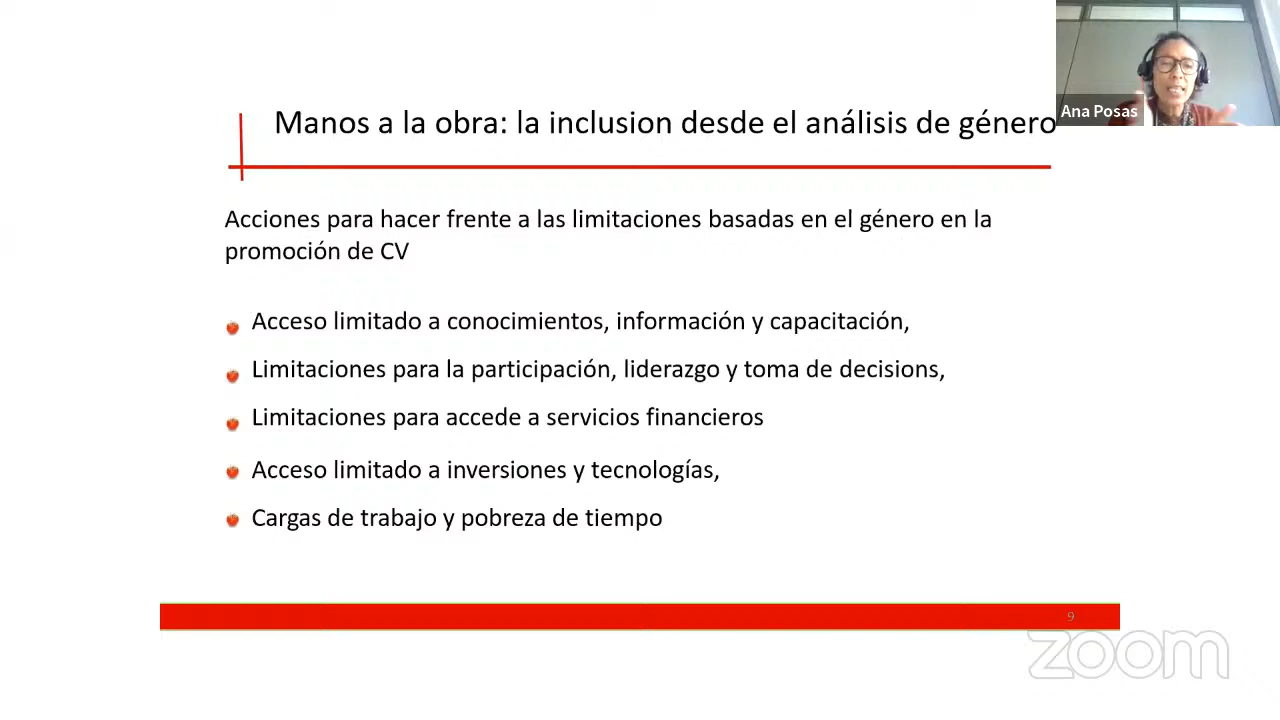 Manos a la obra: la inclusion desde el análisis de género
Ana Posas
Acciones para hacer frente a las limitaciones basadas en el género en la
promoción de CV
Acceso limitado a conocimientos, información y capacitación,
Limitaciones para la participación, liderazgo y toma de decisions,
Limitaciones para accede a servicios financieros
Acceso limitado a inversiones y tecnologías,
Cargas de trabajo y pobreza de tiempo
9
zoom